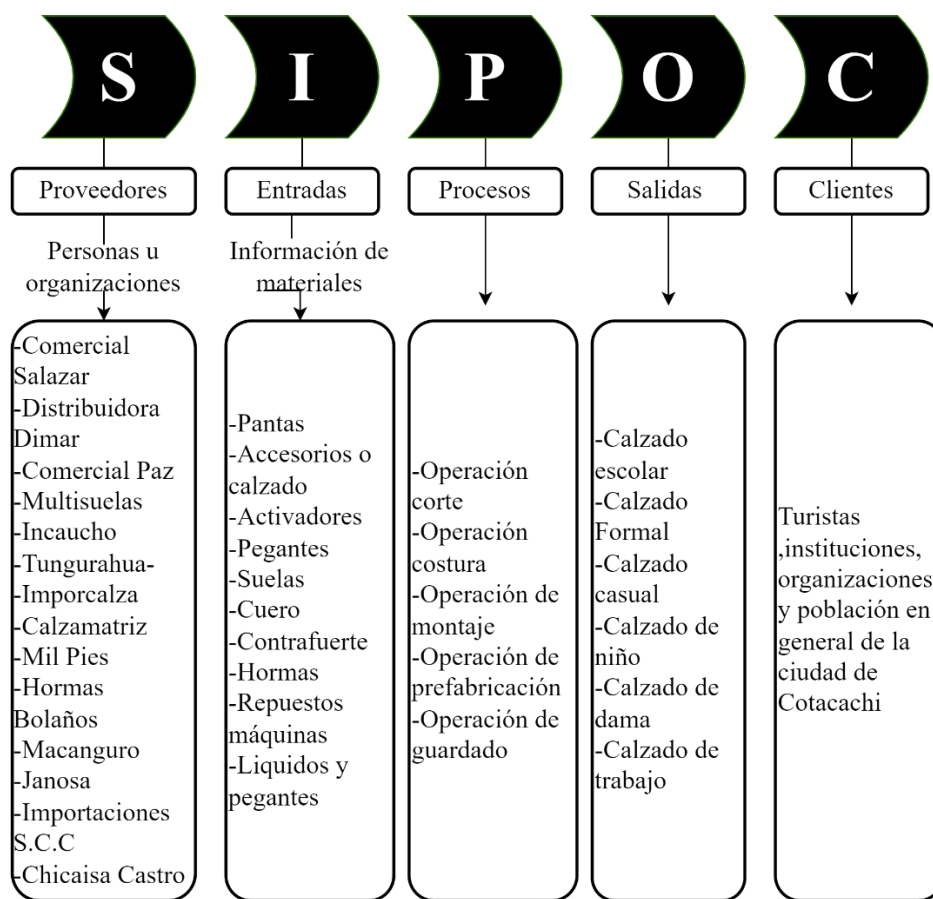 S
I
P
O
C
Proveedores
Entradas
Procesos
Salidas
Clientes
Personas u
organizaciones
Información de
materiales
-Comercial
Salazar
-Distribuidora
Dimar
-Comercial Paz
-Multisuelas
-Incaucho
-Tungurahua-
-Imporcalza
-Calzamatriz
-Mil Pies
-Hormas
Bolaños
-Macanguro
-Janosa
-Importaciones
S.C.C
-Chicaisa Castro
-Pantas
-Accesorios o
calzado
-Activadores
-Pegantes
-Suelas
-Cuero
-Contrafuerte
-Hormas
-Repuestos
máquinas
-Liquidos y
pegantes
-Operación
corte
-Operación
costura
-Operación de
montaje
-Operación de
prefabricación
-Operación de
guardado
-Calzado
escolar
-Calzado
Formal
-Calzado
casual
-Calzado de
niño
-Calzado de
dama
-Calzado de
trabajo
Turistas
,instituciones,
organizaciones
y población en
general de la
ciudad de
Cotacachi